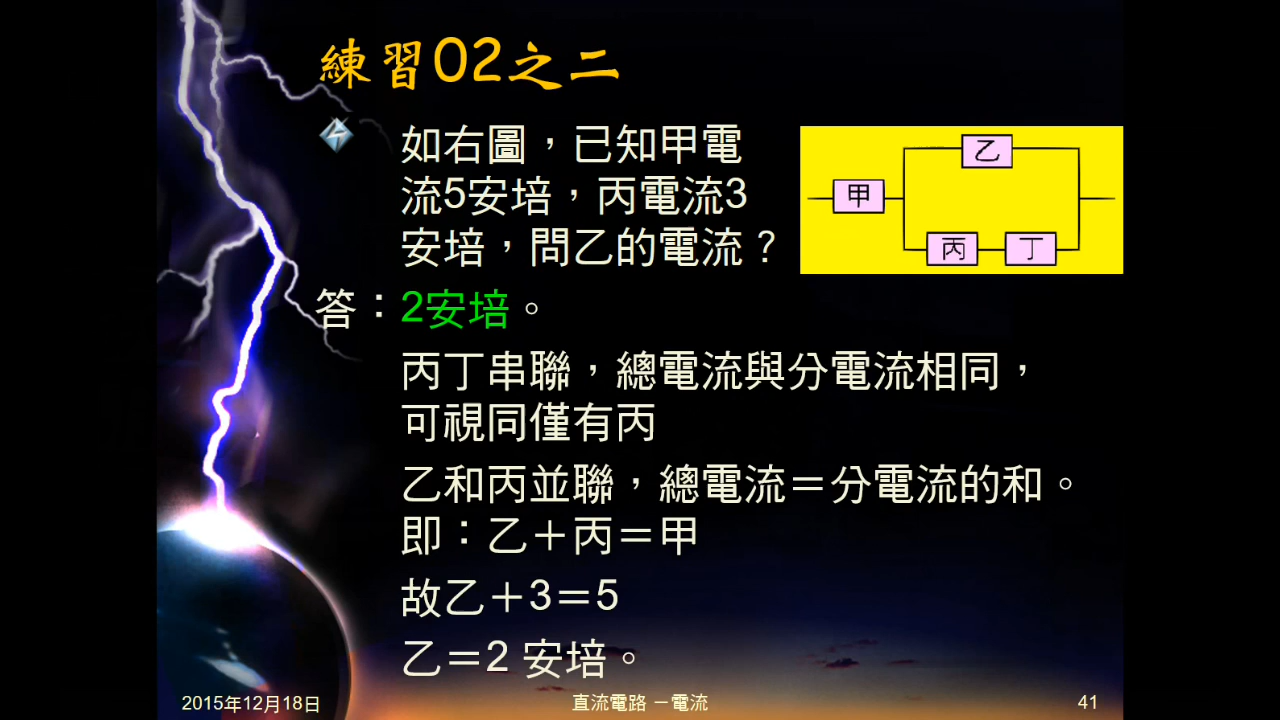 練習02之二
如右圖，已知甲電
流5安培，丙電流3
安培，問乙的電流？
甲
乙
丙
丁
答：2安培。
丙丁串聯，總電流與分電流相同，
可視同僅有丙
乙和丙並聯，總電流＝分電流的和。
即：乙＋丙＝甲
故乙＋3＝5
乙＝2 安培。
2015年12月18日
直流電路 －電流
41